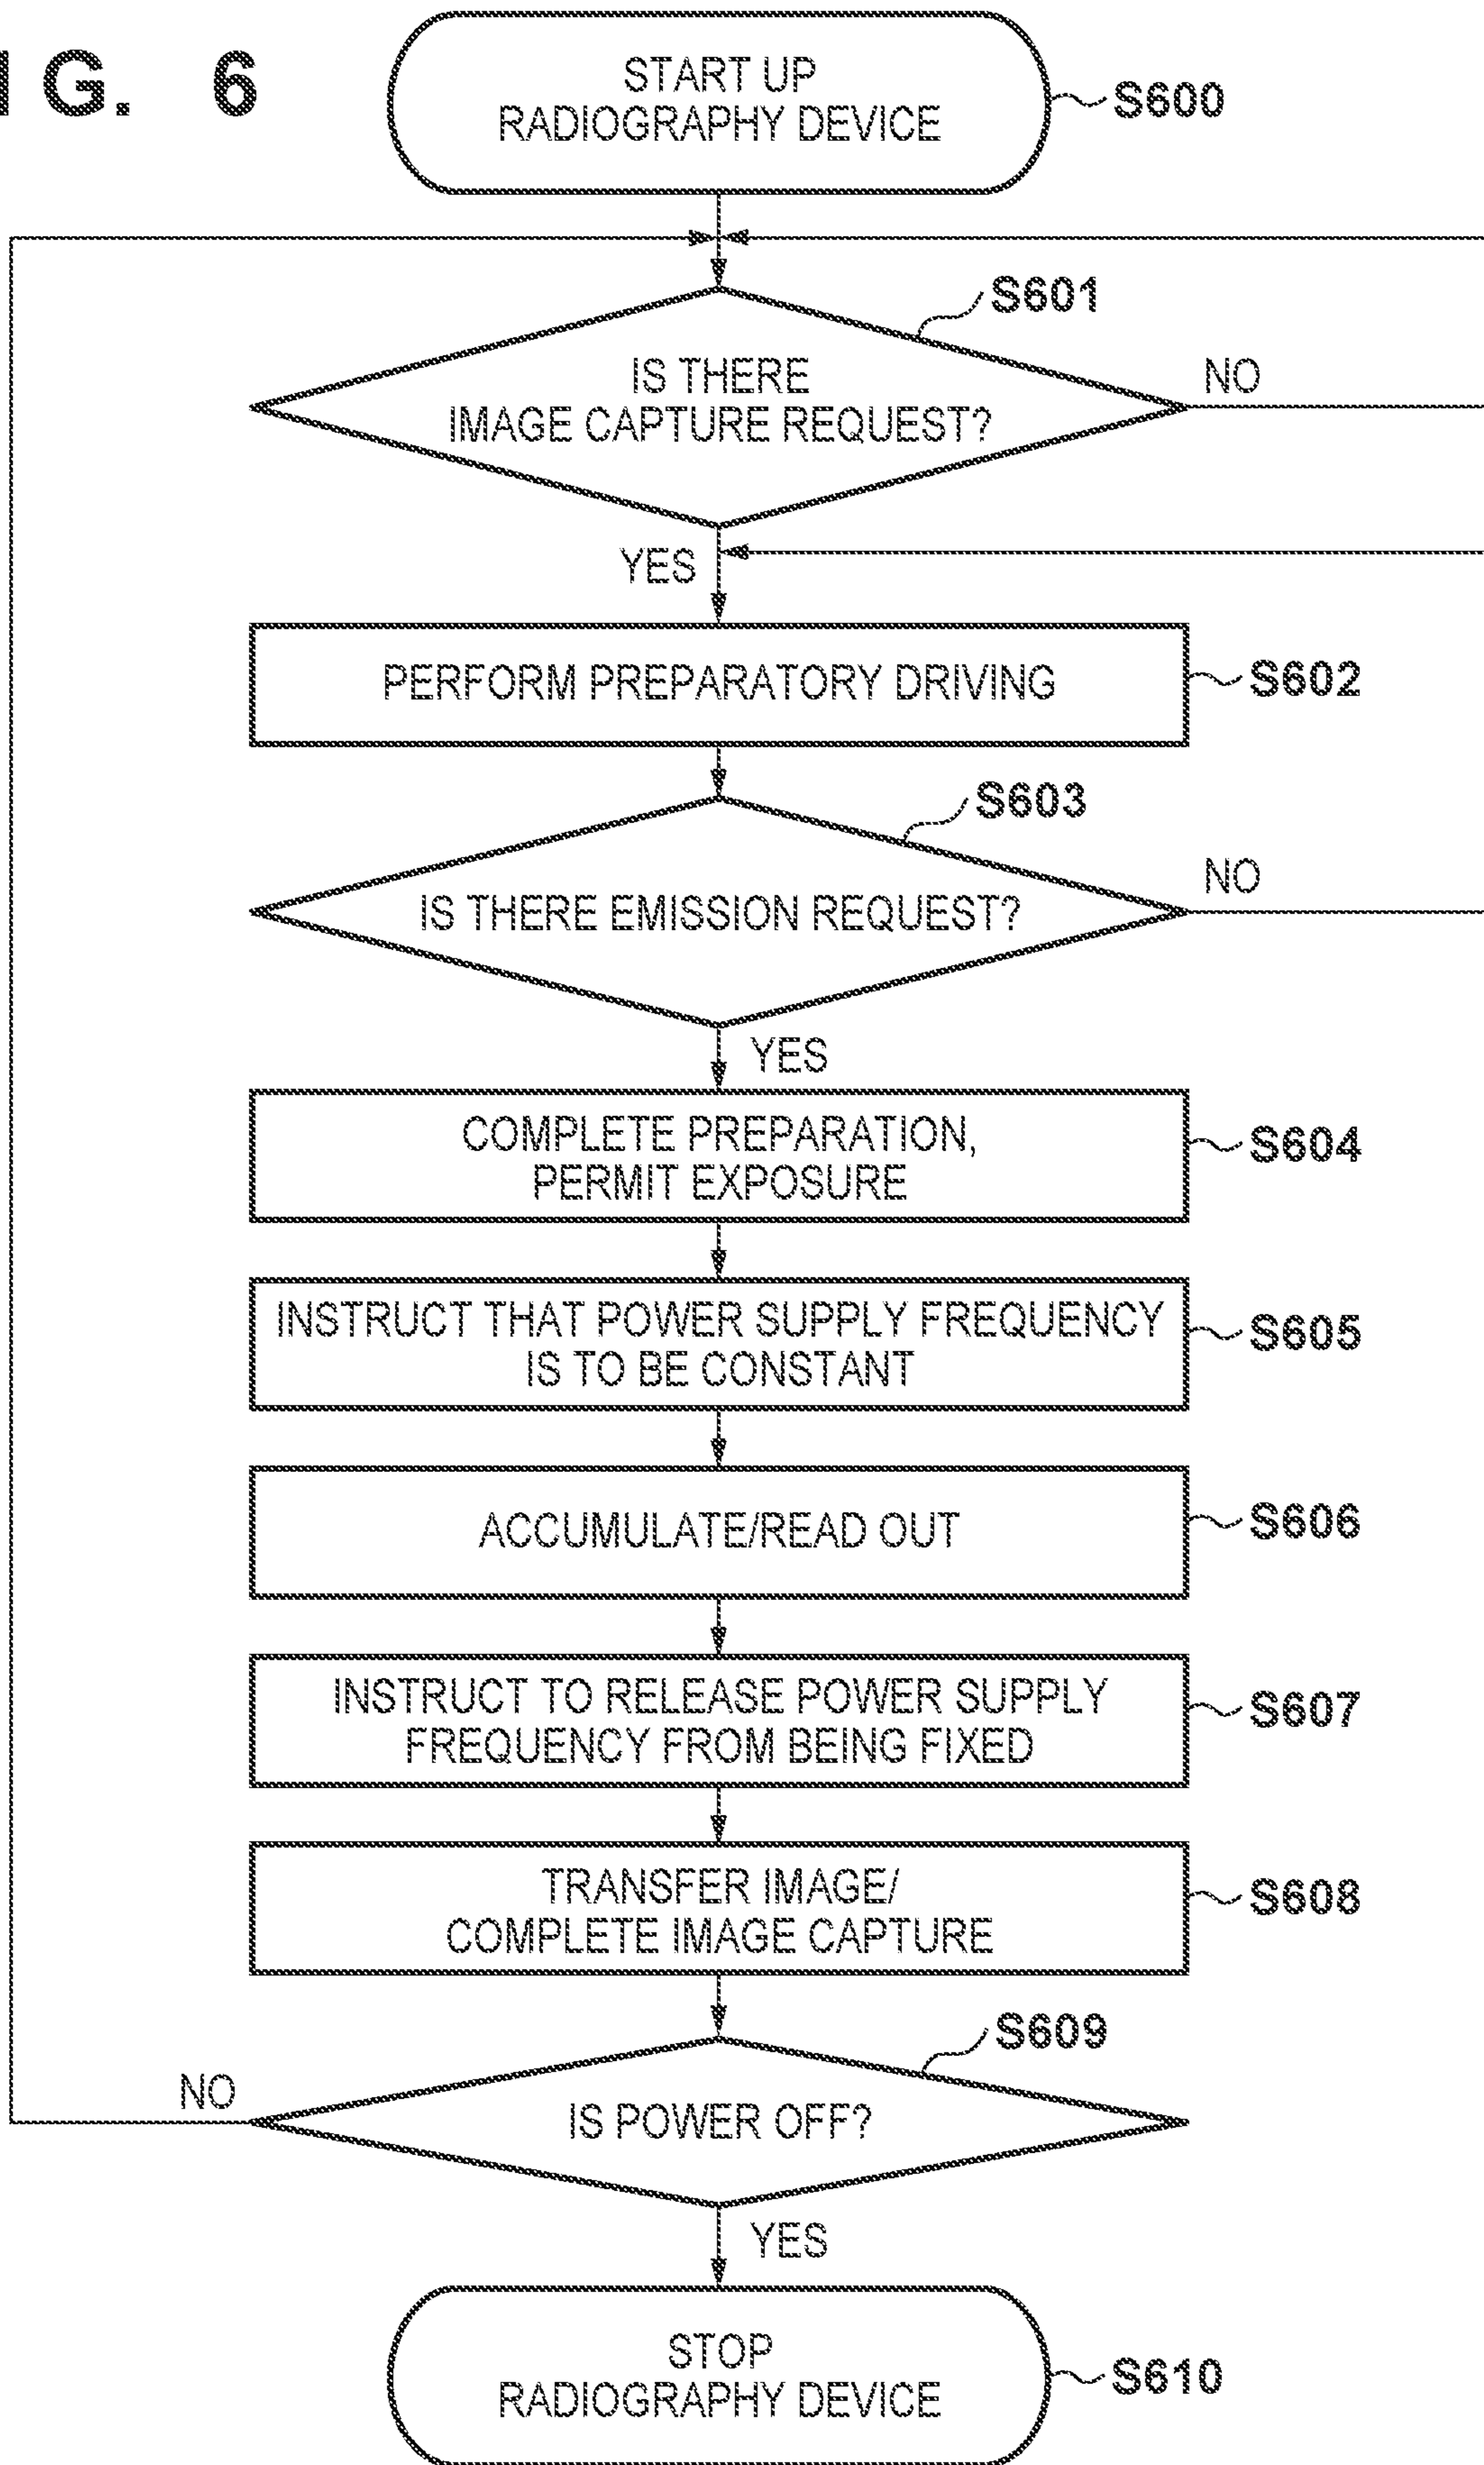 IG. 6
START UP
RADIOGRAPHY DEVICE
S600
S601
IS THERE
IMAGE CAPTURE REQUEST?
NO
YES
PERFORM PREPARATORY DRIVING
S602
S603
IS THERE EMISSION REQUEST?
NO
YES
COMPLETE PREPARATION,
PERMIT EXPOSURE
S604
INSTRUCT THAT POWER SUPPLY FREQUENCY
IS TO BE CONSTANT
S605
ACCUMULATE/READ OUT
S606
INSTRUCT TO RELEASE POWER SUPPLY
FREQUENCY FROM BEING FIXED
S607
TRANSFER IMAGE/
COMPLETE IMAGE CAPTURE
S608
S609
NO
IS POWER OFF?
YES
STOP
RADIOGRAPHY DEVICE
S610